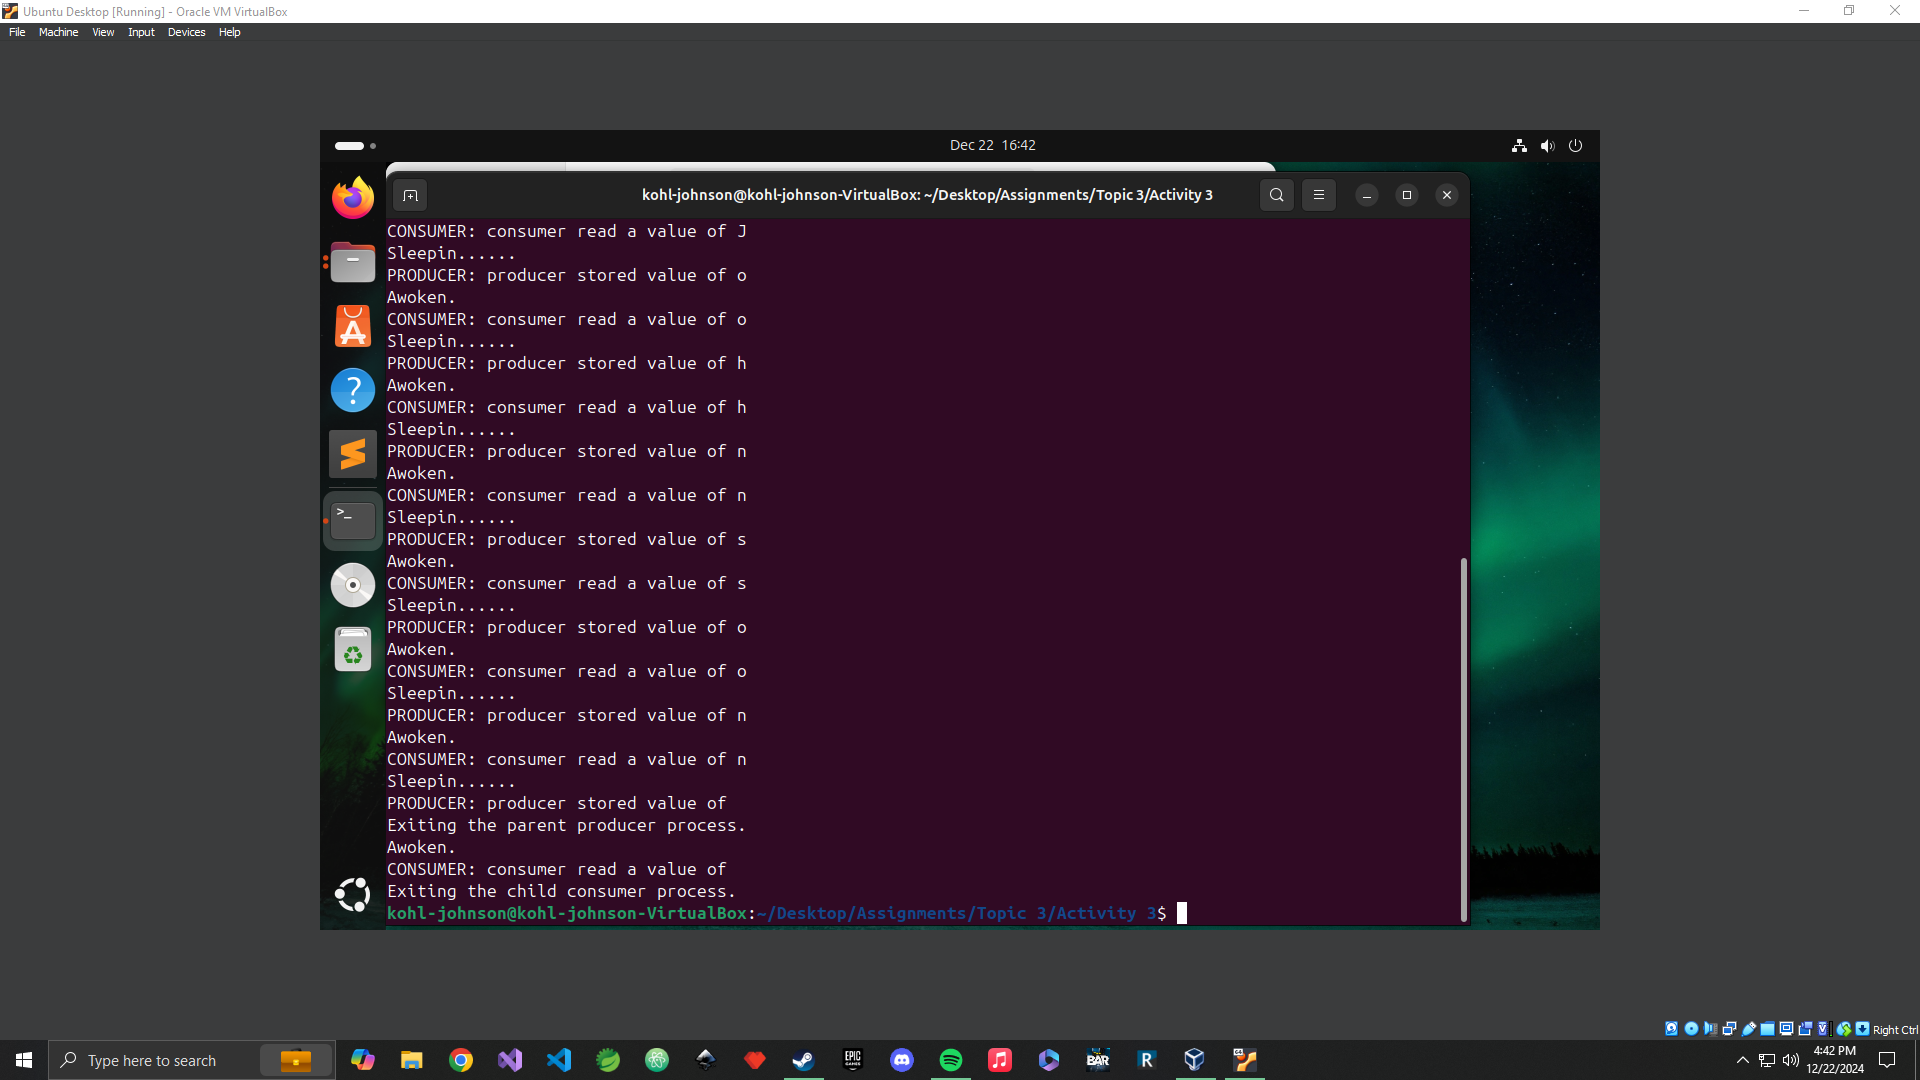 Ubuntu Desktop [Running] - Oracle VM VirtualBox
File Machine View Input Devices Help
Dec 22 16:42
kohl-johnson@kohl-johnson-VirtualBox: ~/Desktop/Assignments/Topic 3/Activity 3
CONSUMER: consumer read a value of J
Sleepin......
PRODUCER: producer stored value of o
Awoken.
CONSUMER: consumer read a value of o
Sleepin......
PRODUCER: producer stored value of h
Awoken.
CONSUMER: consumer read a value of h
Sleepin......
PRODUCER: producer stored value of n
Awoken.
CONSUMER: consumer read a value of n
Sleepin......
PRODUCER: producer stored value of s
Awoken.
CONSUMER: consumer read a value of s
Sleepin......
PRODUCER: producer stored value of o
Awoken.
CONSUMER: consumer read a value of o
Sleepin......
PRODUCER: producer stored value of n
Awoken.
CONSUMER: consumer read a value of n
Sleepin......
PRODUCER: producer stored value of
Exiting the parent producer process.
Awoken.
CONSUMER: consumer read a value of
Exiting the child consumer process.
kohl-johnson@kohl-johnson-VirtualBox:~/Desktop/Assignments/Topic 3/Activity 3$
Right Ctrl
Type here to search
EPIC GAMES
BAR
R
4:42 PM
12/22/2024